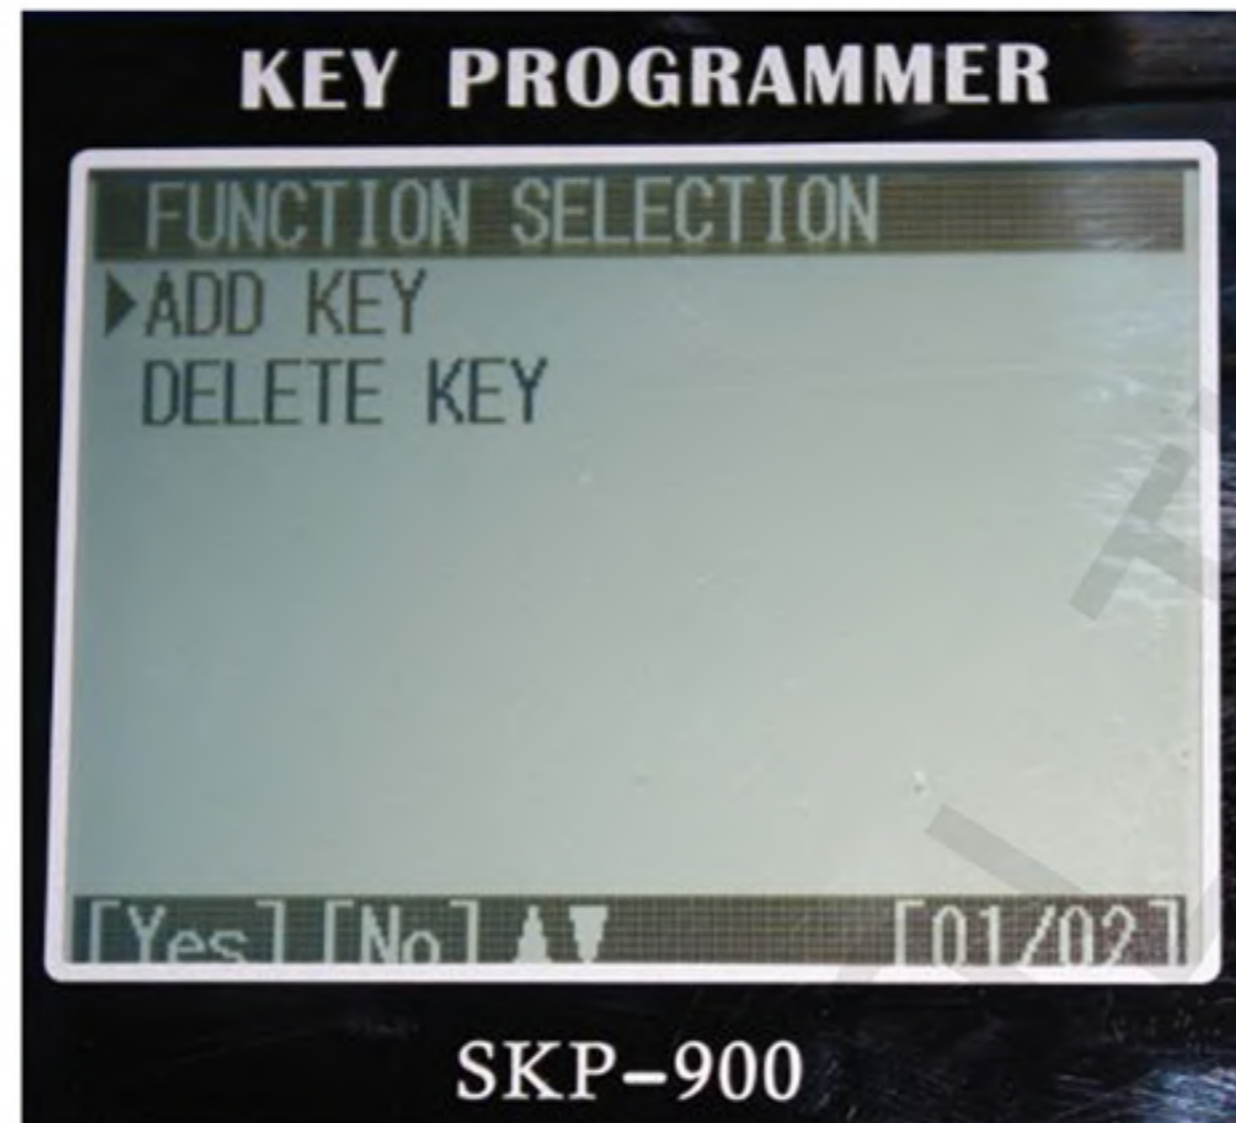 KEY PROGRAMMER
FUNCTION SELECTION
▶ADD KEY
DELETE KEY
[Yes] [No] ▲▼ [01/02]
SKP-900